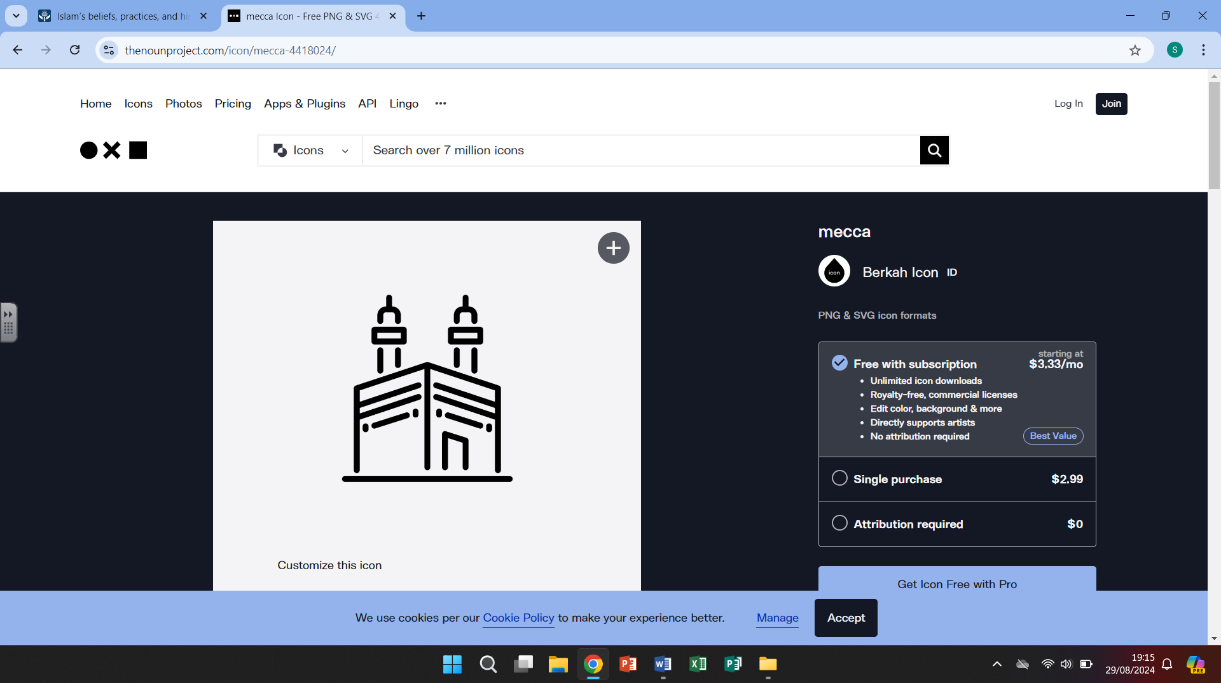 Islam's beliefs, practices, and hi
mecca Icon - Free PNG & SVG 4
thenounproject.com/icon/mecca-4418024/
S
Home Icons Photos Pricing Apps & Plugins API Lingo ···
Log In Join
Icons
Search over 7 million icons
mecca
icon
Berkah Icon ID
PNG & SVG icon formats
starting at
Free with subscription $3.33/mo
• Unlimited icon downloads
• Royalty-free, commercial licenses
• Edit color, background & more
• Directly supports artists
• No attribution required
Best Value
Single purchase $2.99
Attribution required $0
Customize this icon
Get Icon Free with Pro
We use cookies per our Cookie Policy to make your experience better. Manage Accept
19:15
29/08/2024
PRE